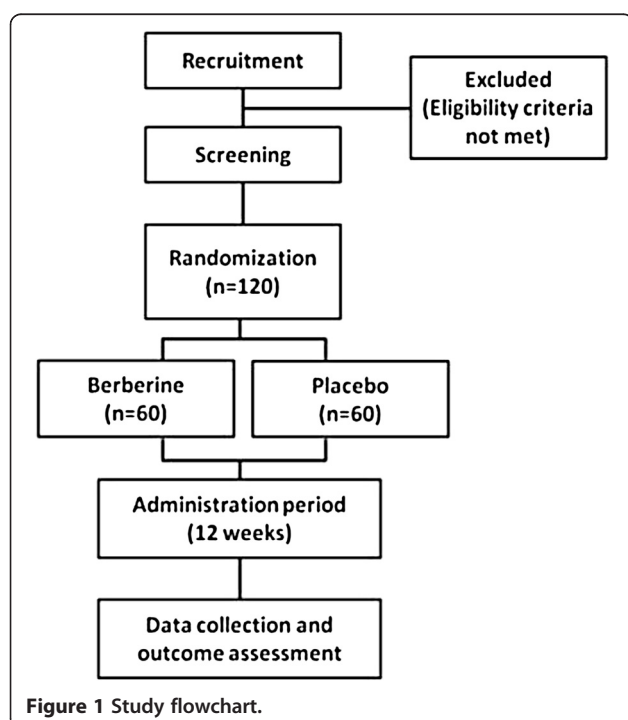 Recruitment
Excluded
(Eligibility criteria
not met)
Screening
Randomization
(n=120)
Berberine
(n=60)
Placebo
(n=60)
Administration period
(12 weeks)
Data collection and
outcome assessment
Figure 1 Study flowchart.